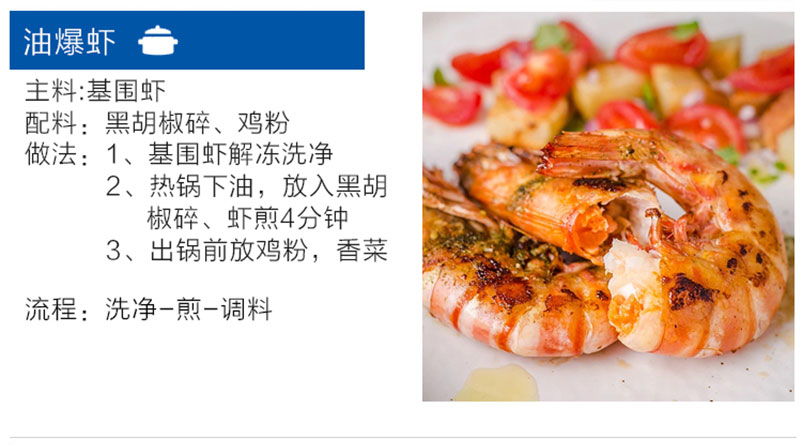 油爆虾
主料:基围虾
配料：黑胡椒碎、鸡粉
做法：1、基围虾解冻洗净
2、热锅下油，放入黑胡
椒碎、虾煎4分钟
3、出锅前放鸡粉，香菜
流程：洗净-煎-调料